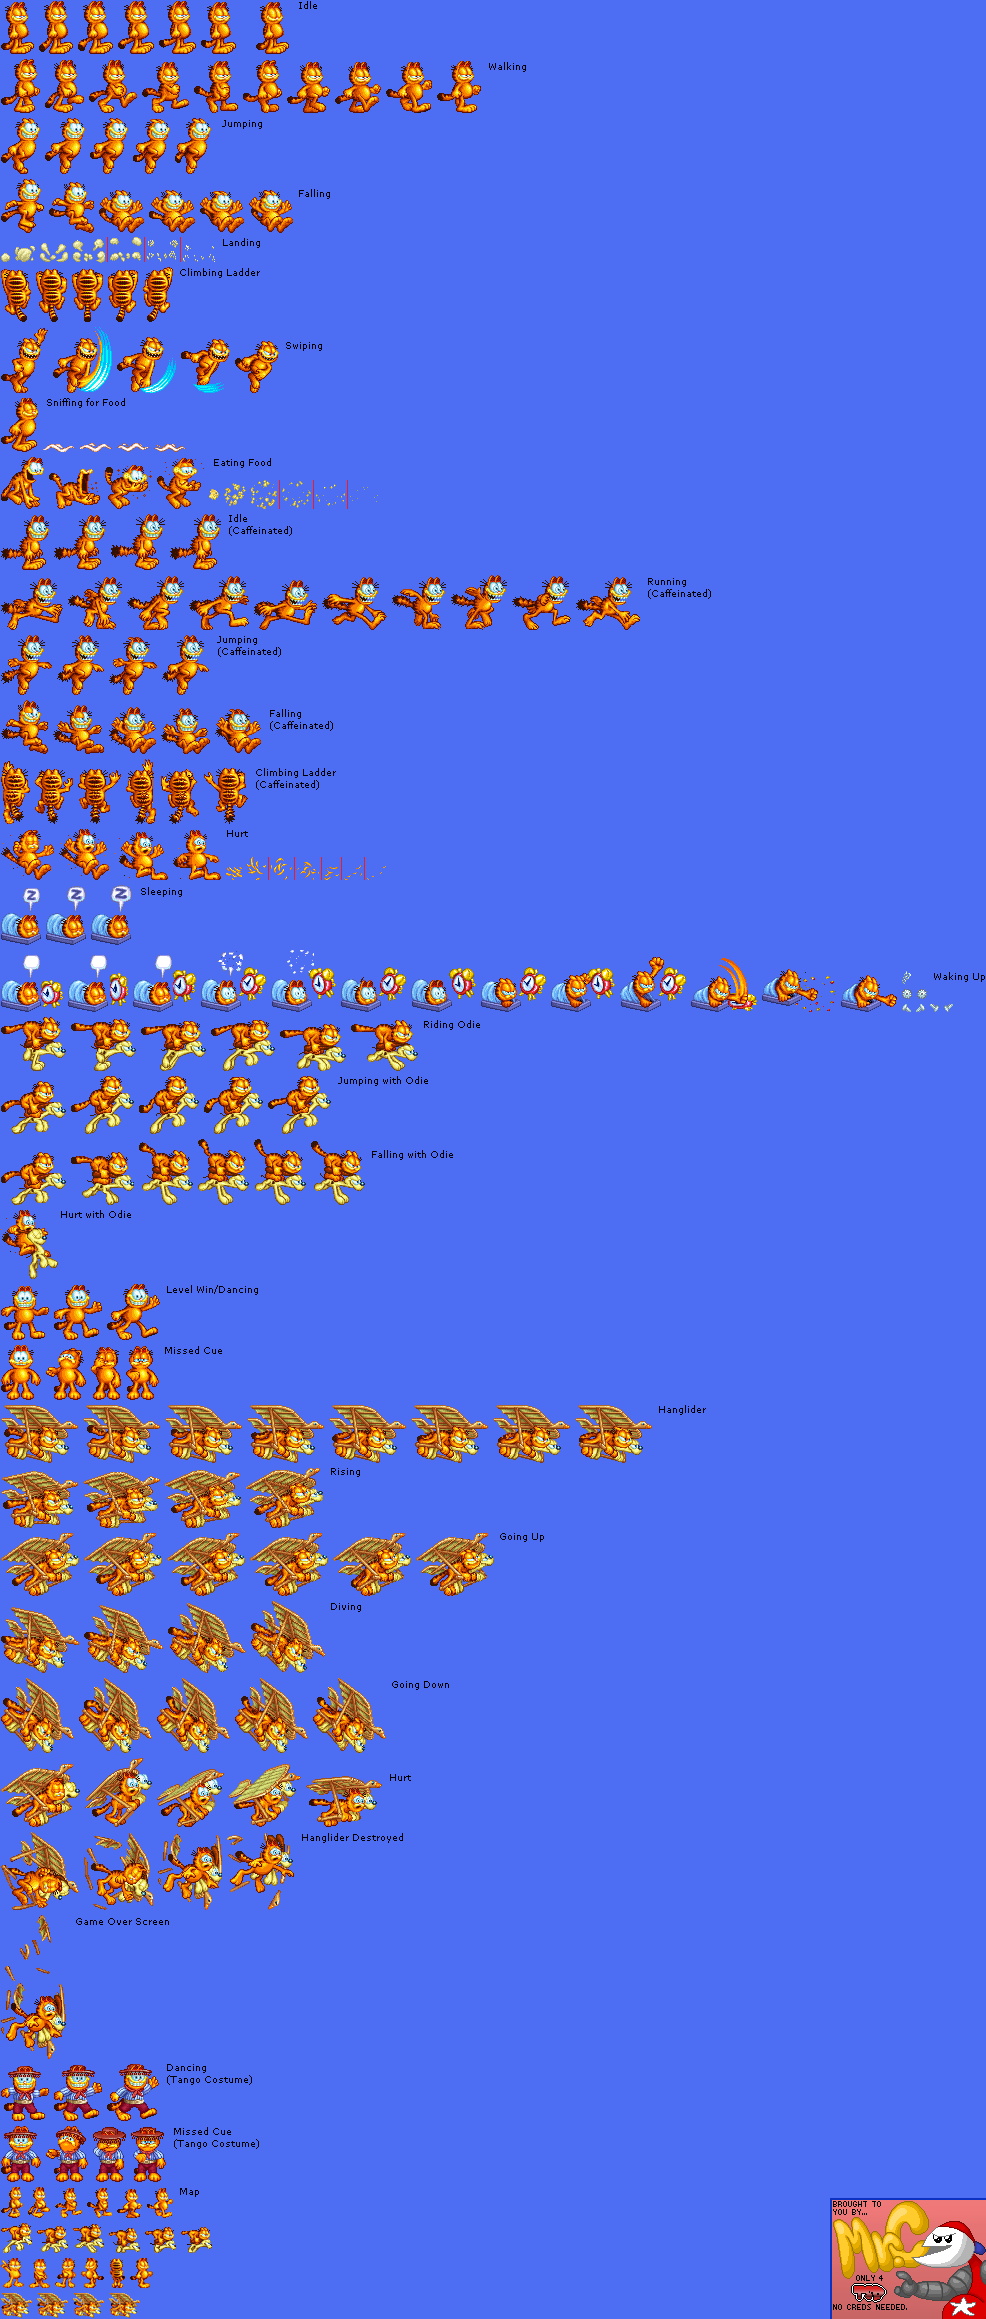 Idle
Walking
Jumping
Falling
Landing
Climbing Ladder
Swiping
Sniffing for Food
Eating Food
Idle
(Caffeinated)
Running
(Caffeinated)
Jumping
(Caffeinated)
Falling
(Caffeinated)
Climbing Ladder
(Caffeinated)
Hurt
Z
Z
Z
Sleeping
Waking Up
Riding Odie
Jumping with Odie
Falling with Odie
Hurt with Odie
Level Win/Dancing
Missed Cue
Hanglider
Rising
Going Up
Diving
Going Down
Hurt
Hanglider Destroyed
Game Over Screen
Dancing
(Tango Costume)
Missed Cue
(Tango Costume)
Map
BROUGHT TO
YOU BY...
Mr.C
ONLY 4
NO CREDS NEEDED.